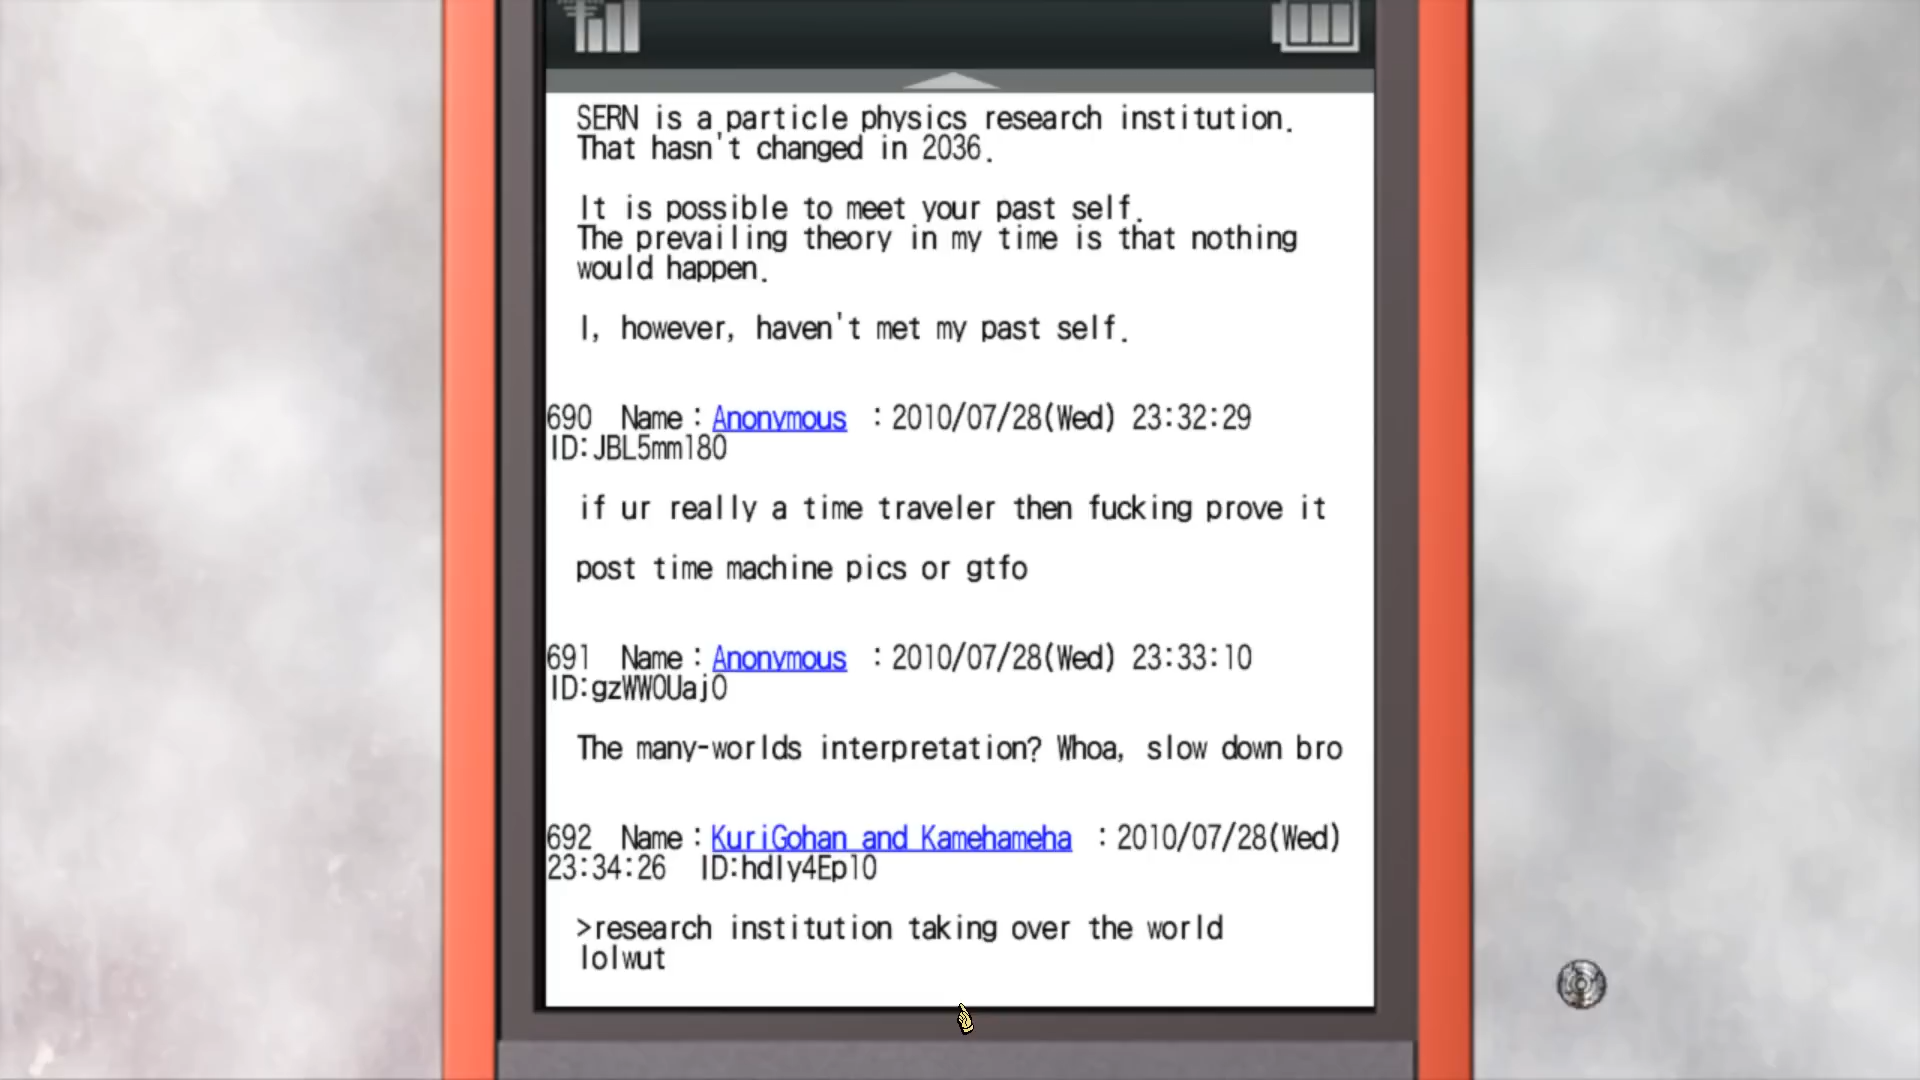 SERN is a particle physics research institution.
That hasn't changed in 2036.
It is possible to meet your past self.
The prevailing theory in my time is that nothing
would happen.
I, however, haven't met my past self.
690 Name:Anonymous :2010/07/28(Wed) 23:32:29
ID:JBL5mm180
if ur really a time traveler then fucking prove it
post time machine pics or gtfo
691 Name:Anonymous :2010/07/28(Wed) 23:33:10
ID:gzWW0Uaj0
The many-worlds interpretation? Whoa, slow down bro
692 Name:KuriGohan and Kamehameha :2010/07/28(Wed)
23:34:26 ID:hdIy4Ep10
>research institution taking over the world
lolwut